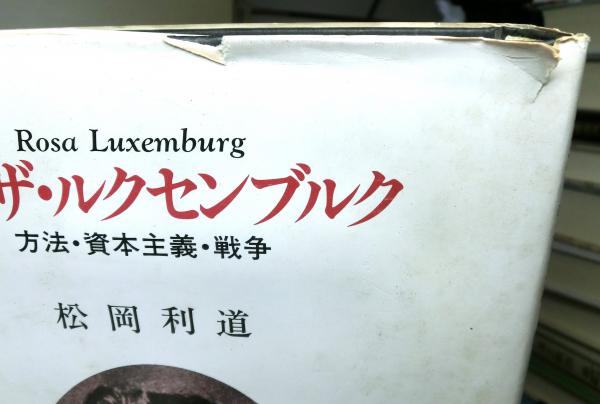 Rosa Luxemburg
ザ・ルクセンブルク
方法・資本主義・戦争
松岡利道